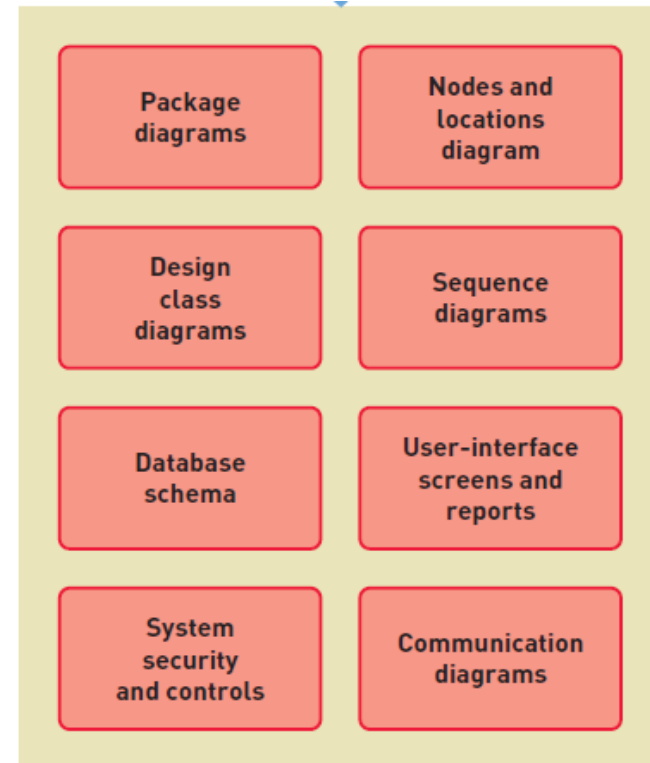 Package
diagrams
Nodes and
locations
diagram
Design
class
diagrams
Sequence
diagrams
Database
schema
User-interface
screens and
reports
System
security
and controls
Communication
diagrams